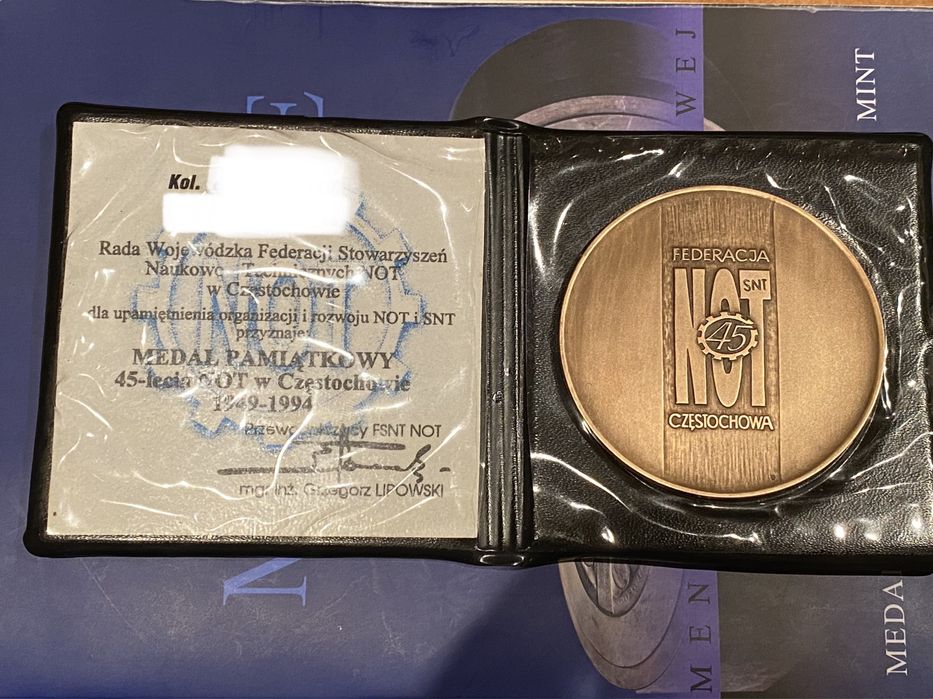 Kol.
Rada Wojewódzka Federacji Stowarzyszeń
Naukowo - Technicznych NOT
w Częstochowie
dla upamiętnienia organizacji i rozwoju NOT i SNT
przyznaje
MEDAL PAMIĄTKOWY
45-lecia NOT w Częstochowie
1949-1994
Przewodniczący FSNT NOT
mgr inż. Grzegorz LIPOWSKI
NOT
FEDERACJA
NOT
SNT
45
CZĘSTOCHOWA
WEJ
MINT
MEN
MEDA